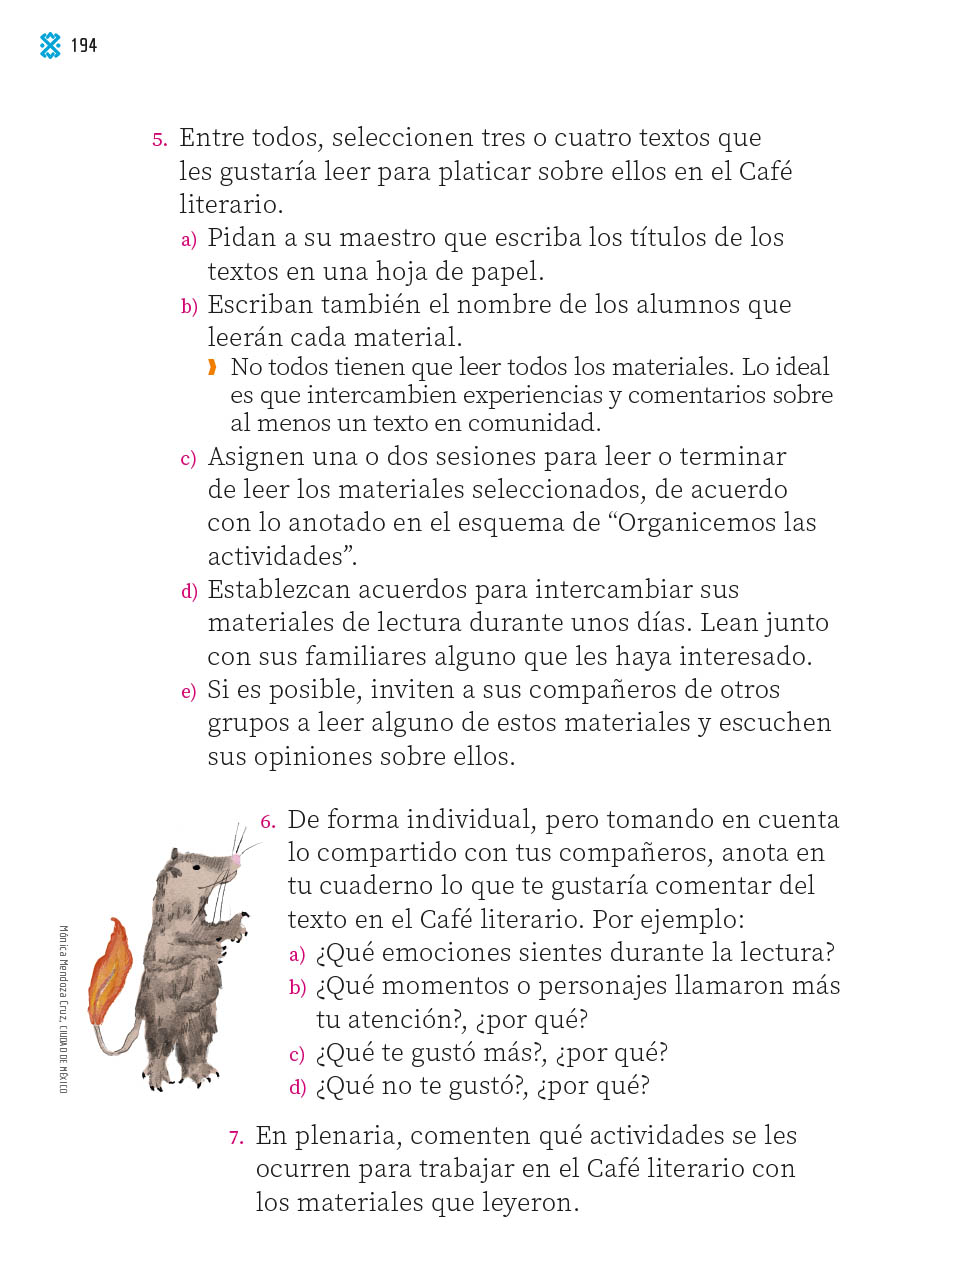 194
5. Entre todos, seleccionen tres o cuatro textos que
les gustaría leer para platicar sobre ellos en el Café
literario.
a) Pidan a su maestro que escriba los títulos de los
textos en una hoja de papel.
b) Escriban también el nombre de los alumnos que
leerán cada material.
No todos tienen que leer todos los materiales. Lo ideal
es que intercambien experiencias y comentarios sobre
al menos un texto en comunidad.
c) Asignen una o dos sesiones para leer o terminar
de leer los materiales seleccionados, de acuerdo
con lo anotado en el esquema de “Organicemos las
actividades”.
d) Establezcan acuerdos para intercambiar sus
materiales de lectura durante unos días. Lean junto
con sus familiares alguno que les haya interesado.
e) Si es posible, inviten a sus compañeros de otros
grupos a leer alguno de estos materiales y escuchen
sus opiniones sobre ellos.
6. De forma individual, pero tomando en cuenta
lo compartido con tus compañeros, anota en
tu cuaderno lo que te gustaría comentar del
texto en el Café literario. Por ejemplo:
a) ¿Qué emociones sientes durante la lectura?
b) ¿Qué momentos o personajes llamaron más
tu atención?, ¿por qué?
c) ¿Qué te gustó más?, ¿por qué?
d) ¿Qué no te gustó?, ¿por qué?
Mónica Mendoza Cruz, CIUDAD DE MÉXICO
7. En plenaria, comenten qué actividades se les
ocurren para trabajar en el Café literario con
los materiales que leyeron.